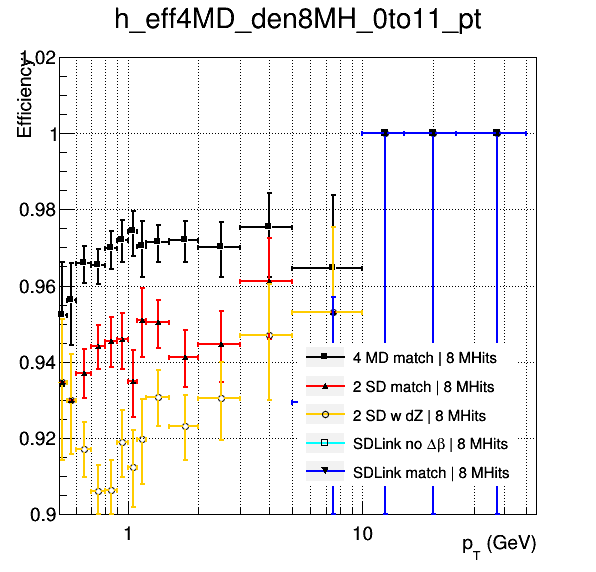 h_eff4MD_den8MH_0to11_pt
Efficiency
1.02
1
0.98
0.96
0.94
0.92
0.9
4 MD match | 8 MHits
2 SD match | 8 MHits
2 SD w dZ | 8 MHits
SDLink no Δβ | 8 MHits
SDLink match | 8 MHits
1
10
p_T (GeV)